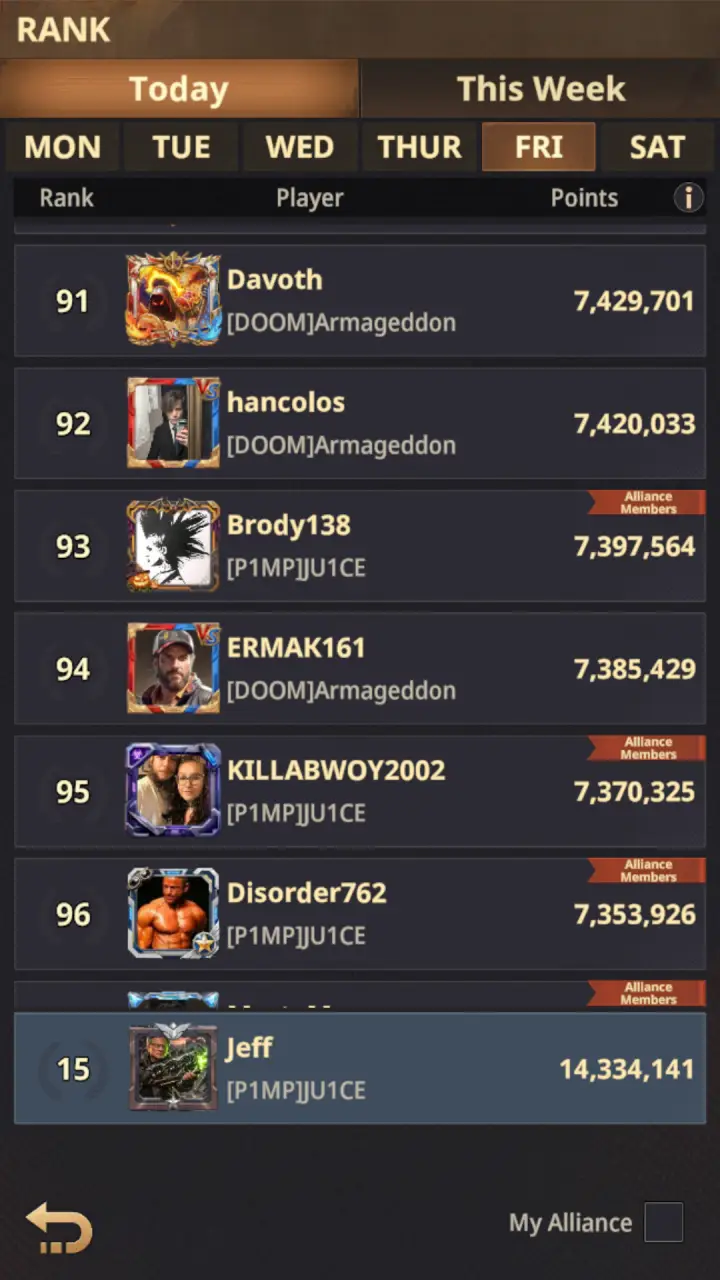 RANK
Today
This Week
MON TUE WED THUR FRI SAT
Rank Player Points
91 Davoth 7,429,701
[DOOM]Armageddon
92 hancolos 7,420,033
[DOOM]Armageddon
Alliance
Members
93 Brody138 7,397,564
[P1MP]JU1CE
94 ERMAK161 7,385,429
[DOOM]Armageddon
Alliance
Members
95 KILLABWOY2002 7,370,325
[P1MP]JU1CE
Alliance
Members
96 Disorder762 7,353,926
[P1MP]JU1CE
Alliance
Members
15 Jeff 14,334,141
[P1MP]JU1CE
My Alliance